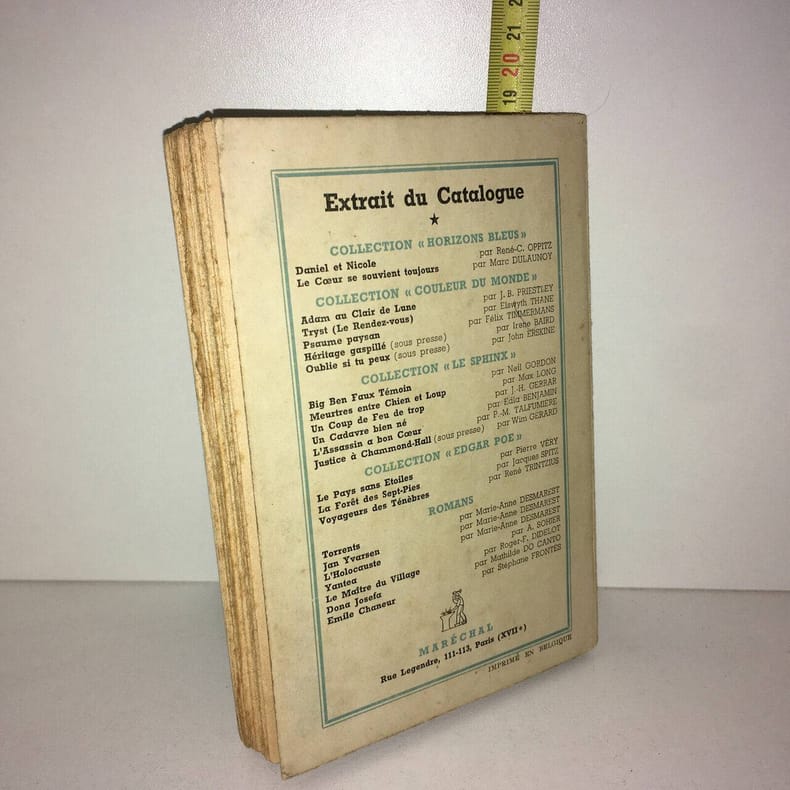 19 20 21 2
Extrait du Catalogue
★
COLLECTION « HORIZONS BLEUS »
Daniel et Nicole par René-C. OPPITZ
Le Cœur se souvient toujours par Marc DULAUNOY
COLLECTION « COULEUR DU MONDE »
Adam au Clair de Lune par J. B. PRIESTLEY
Tryst (Le Rendez-vous) par Elswyth THANE
Psaume paysan par Félix TIMMERMANS
Héritage gaspillé (sous presse) par Irene BAIRD
Oublie si tu peux (sous presse) par John ERSKINE
COLLECTION « LE SPHINX »
Big Ben Faux Témoin par Neil GORDON
Meurtres entre Chien et Loup par Max LONG
Un Coup de Feu de trop par J.-H. GERRAR
Un Cadavre bien né par Edla BENJAMIN
L'Assassin a bon Cœur par P.-M. TALFUMIÈRE
Justice à Chammond-Hall (sous presse) par Wim GERARD
COLLECTION « EDGAR POE »
Le Pays sans Etoiles par Pierre VÉRY
La Forêt des Sept-Pies par Jacques SPITZ
Voyageurs des Ténèbres par René TRINTZIUS
ROMANS
Torrents par Marie-Anne DESMAREST
Jan Yvarsen par Marie-Anne DESMAREST
L'Holocauste par Marie-Anne DESMAREST
Yantea par A. SOHIER
Le Maître du Village par Roger-F. DIDELOT
Dona Josefa par Mathilde DO CANTO
Emile Chaneur par Stéphane FRONTÈS
MARÉCHAL
Rue Legendre, 111-113, Paris (XVIIe)
IMPRIMÉ EN BELGIQUE